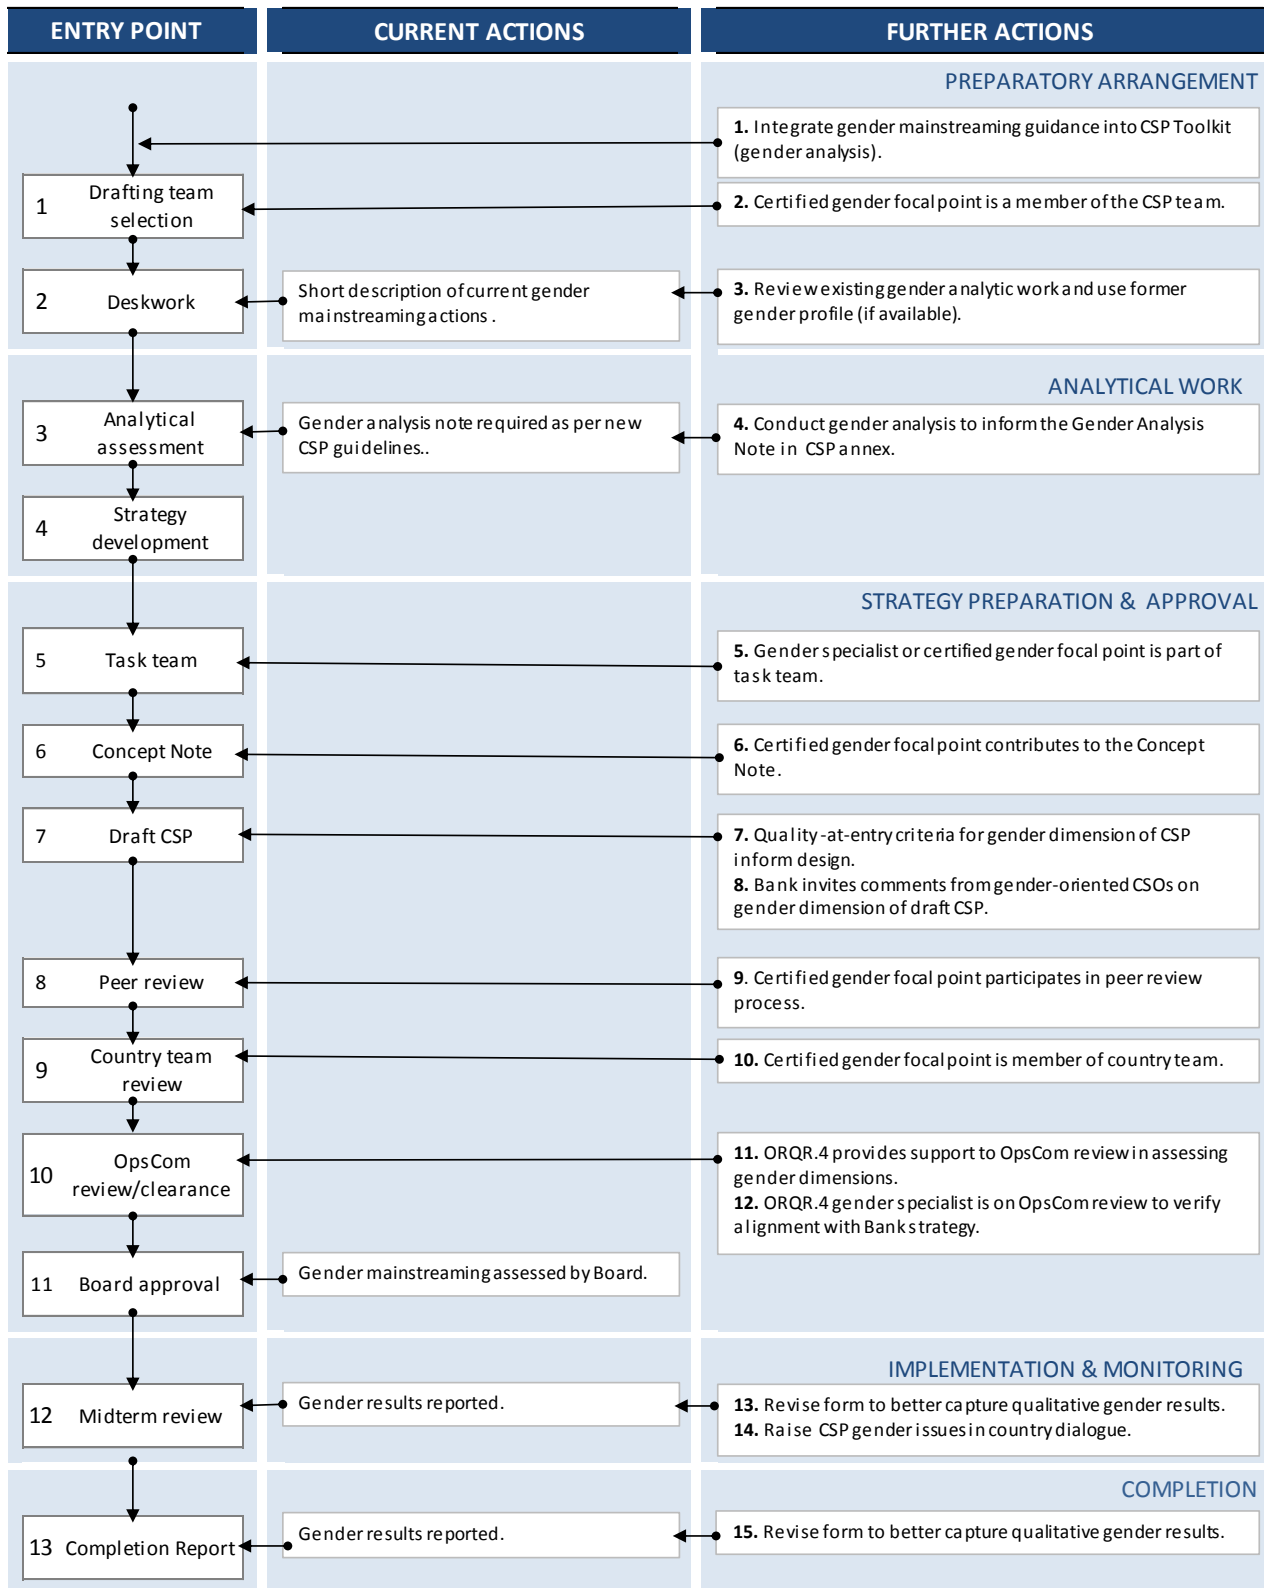 ENTRY POINT
CURRENT ACTIONS
FURTHER ACTIONS
PREPARATORY ARRANGEMENT
1. Integrate gender mainstreaming guidance into CSP Toolkit
(gender analysis).
1 Drafting team
selection
2. Certified gender focal point is a member of the CSP team.
2 Deskwork
Short description of current gender
mainstreaming actions .
3. Review existing gender analytic work and use former
gender profile (if available).
ANALYTICAL WORK
3 Analytical
assessment
Gender analysis note required as per new
CSP guidelines..
4. Conduct gender analysis to inform the Gender Analysis
Note in CSP annex.
4 Strategy
development
STRATEGY PREPARATION & APPROVAL
5 Task team
5. Gender specialist or certified gender focal point is part of
task team.
6 Concept Note
6. Certified gender focal point contributes to the Concept
Note.
7 Draft CSP
7. Quality-at-entry criteria for gender dimension of CSP
inform design.
8. Bank invites comments from gender-oriented CSOs on
gender dimension of draft CSP.
8 Peer review
9. Certified gender focal point participates in peer review
process.
9 Country team
review
10. Certified gender focal point is member of country team.
10 OpsCom
review/clearance
11. ORQR.4 provides support to OpsCom review in assessing
gender dimensions.
12. ORQR.4 gender specialist is on OpsCom review to verify
alignment with Bank strategy.
11 Board approval
Gender mainstreaming assessed by Board.
IMPLEMENTATION & MONITORING
12 Midterm review
Gender results reported.
13. Revise form to better capture qualitative gender results.
14. Raise CSP gender issues in country dialogue.
COMPLETION
13 Completion Report
Gender results reported.
15. Revise form to better capture qualitative gender results.